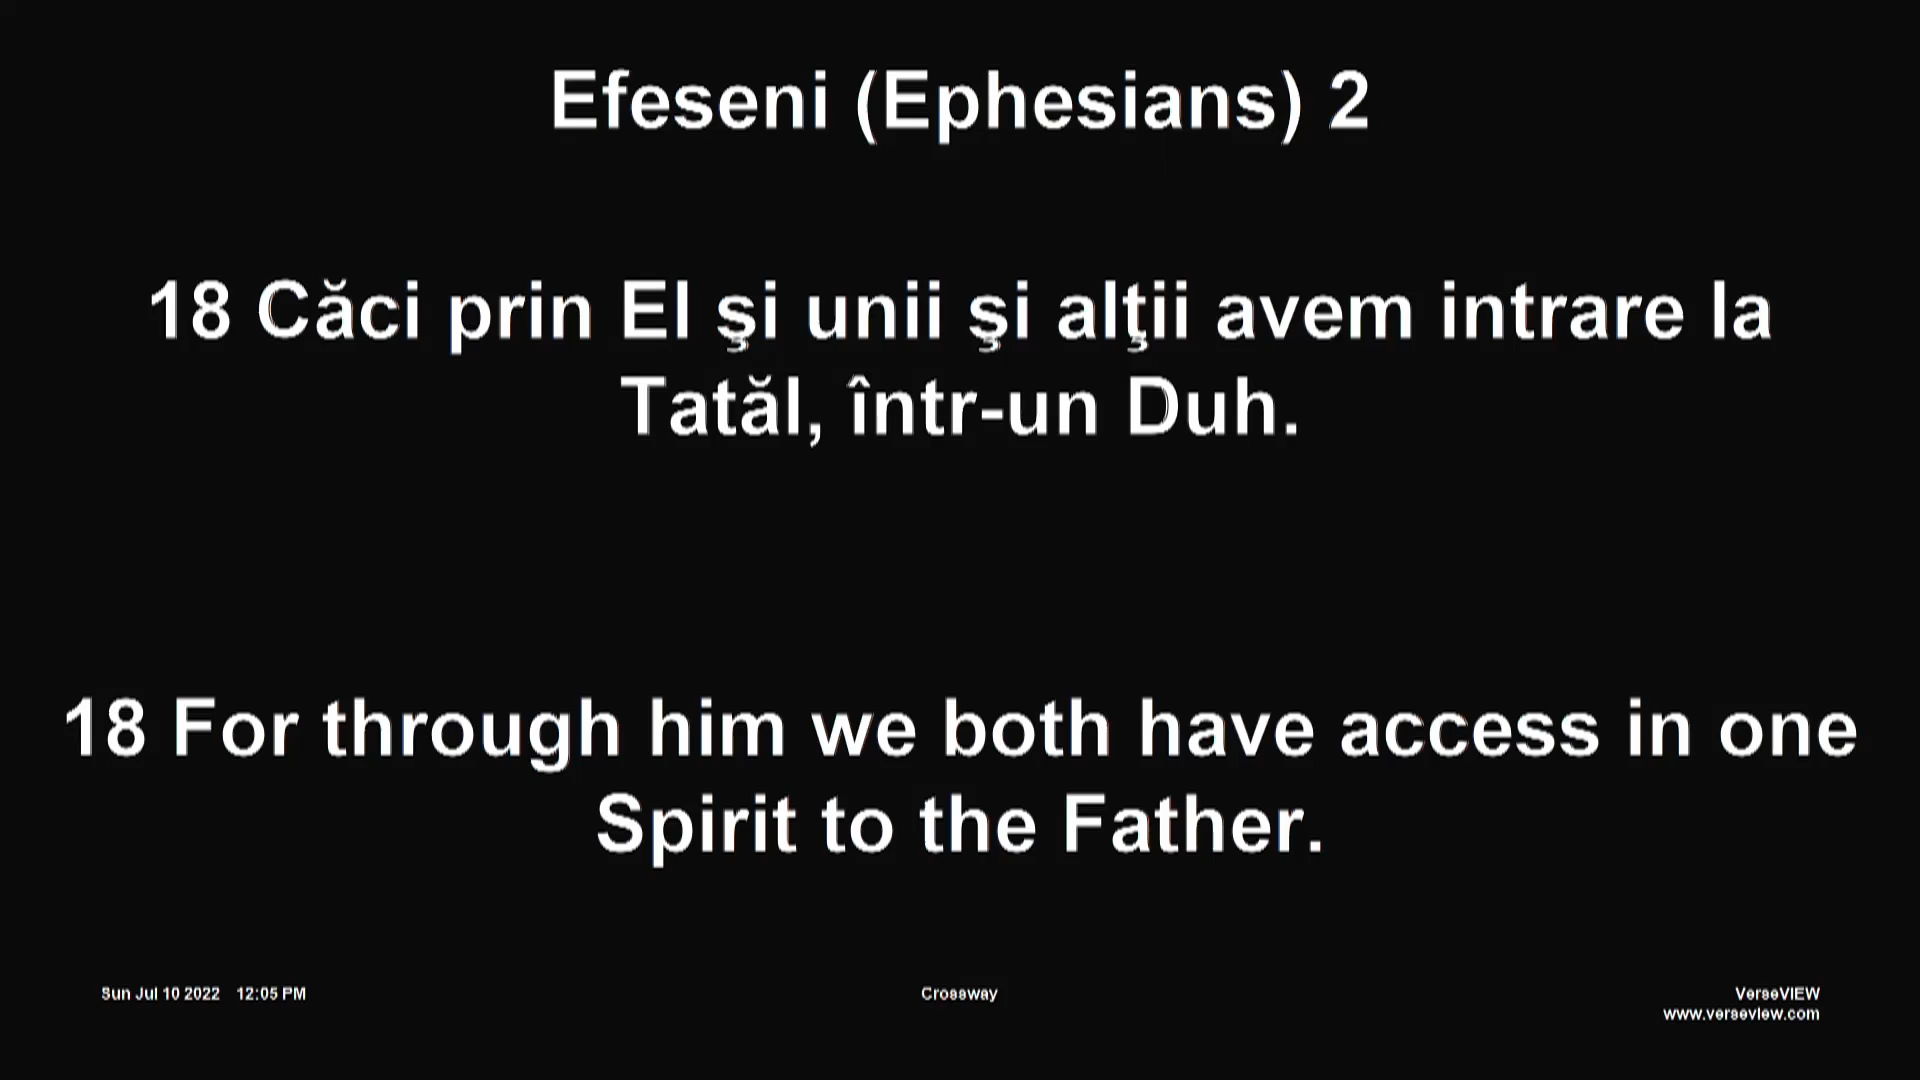 Efeseni (Ephesians) 2
18 Căci prin El şi unii şi alţii avem intrare la
Tatăl, într-un Duh.
18 For through him we both have access in one
Spirit to the Father.
Sun Jul 10 2022 12:05 PM
Crossway
VerseVIEW
www.verseview.com